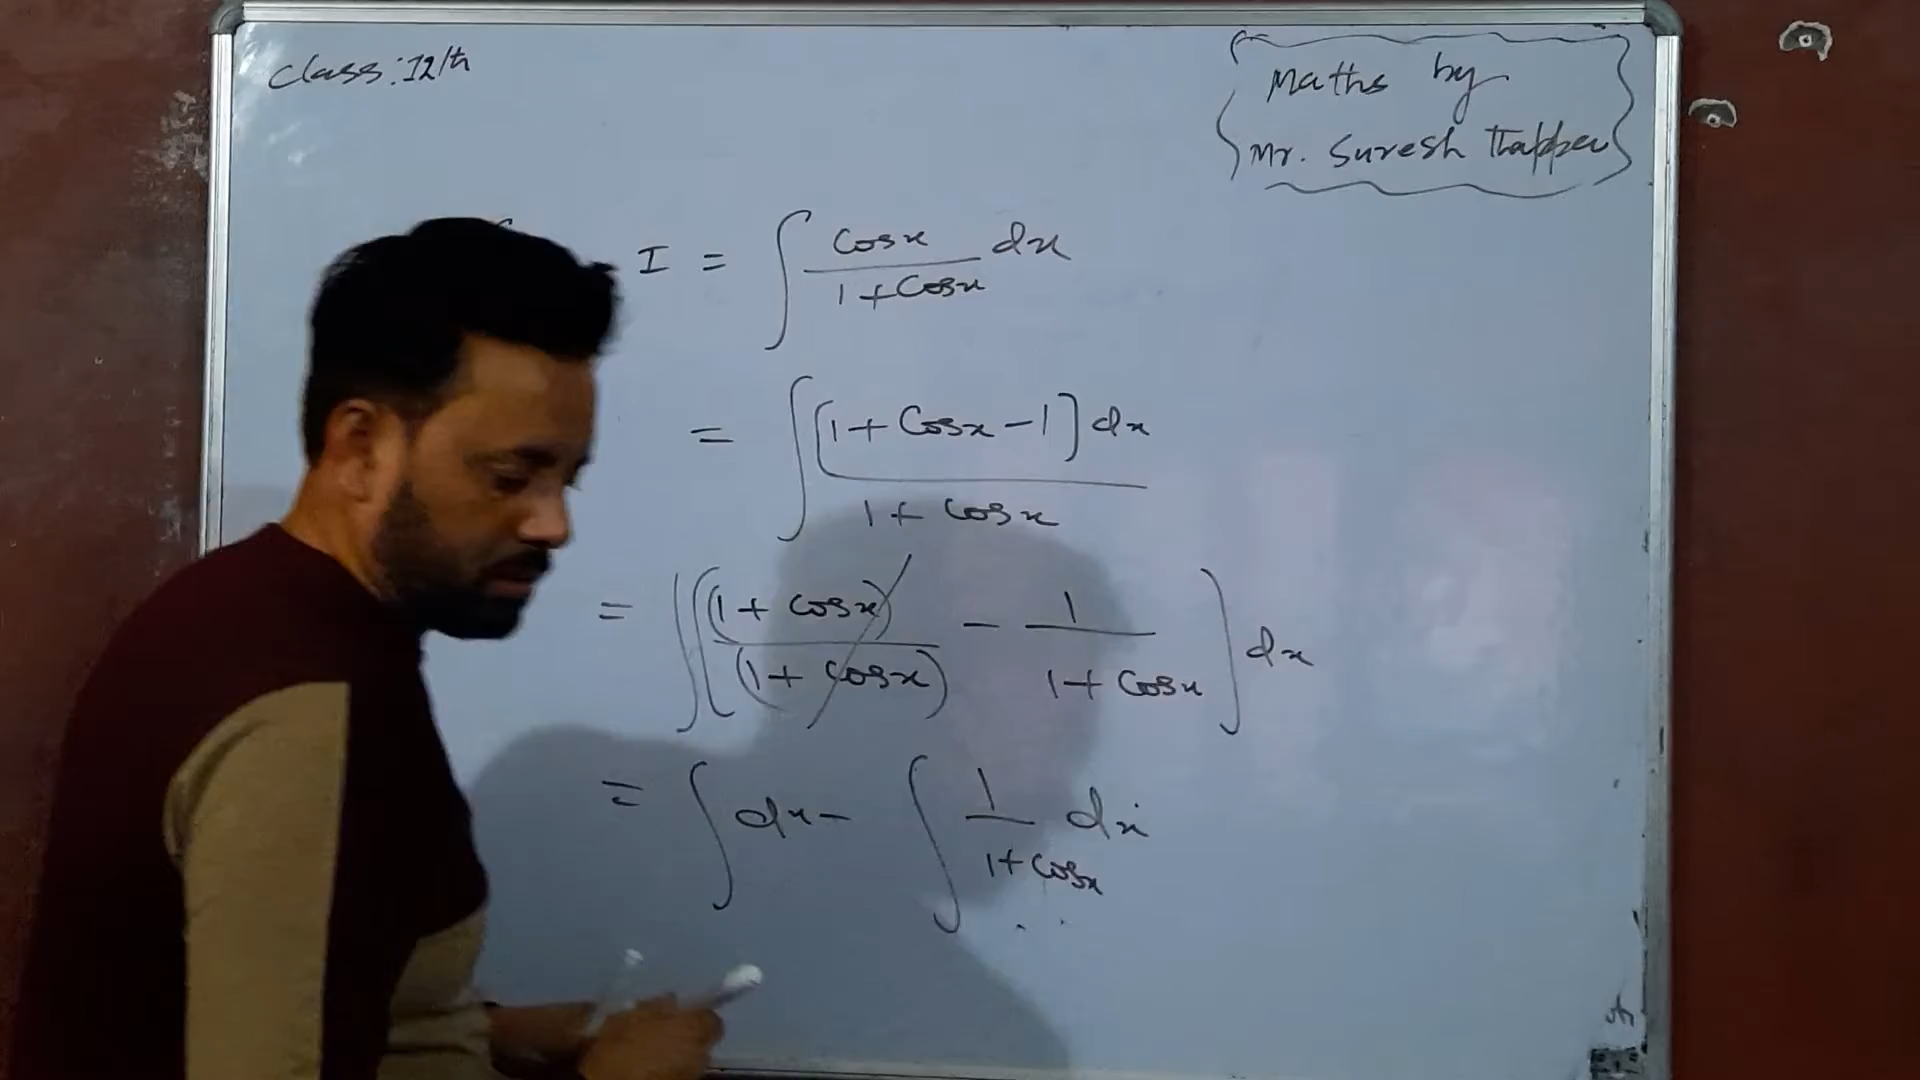 Class: 12th
Maths by
Mr. Suresh Thapper
I = ∫ Cosx / 1 + Cosx dx
= ∫ [1 + Cosx - 1] dx / 1 + Cosx
= ∫ [(1 + Cosx) / (1 + Cosx) - 1 / 1 + Cosx] dx
= ∫ dx - ∫ 1 / 1 + Cosx dx